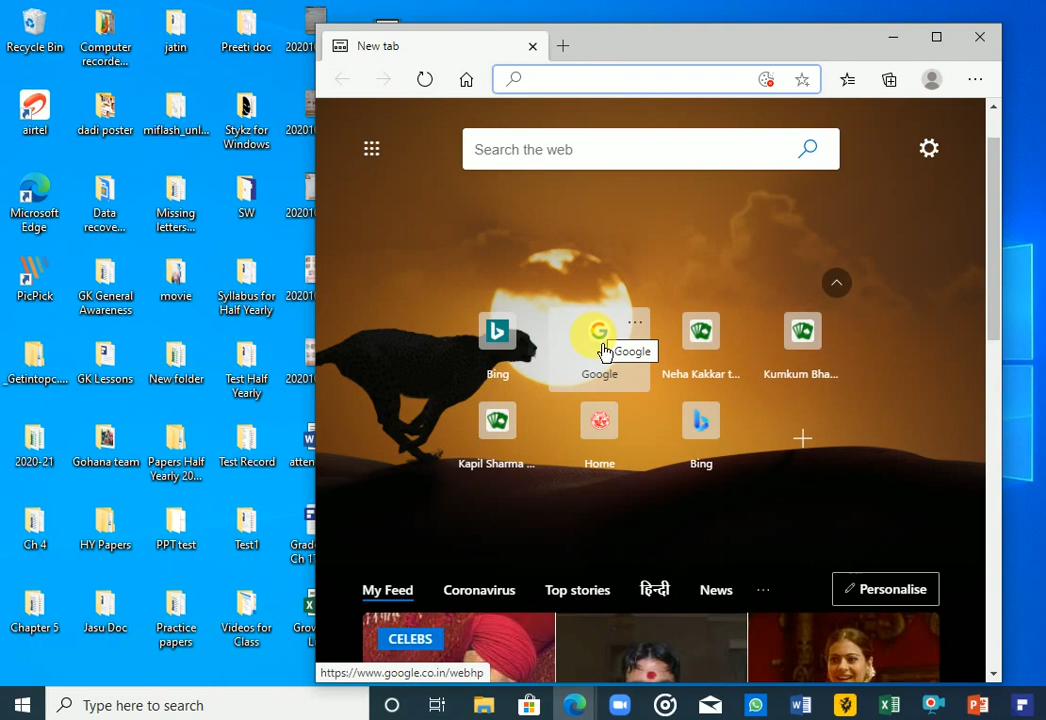 Recycle Bin
Computer recorde...
jatin
Preeti doc
airtel
dadi poster
miflash_unl...
Stykz for Windows
Microsoft Edge
Data recove...
Missing letters...
SW
PicPick
GK General Awareness
movie
Syllabus for Half Yearly
_Getintopc....
GK Lessons
New folder
Test Half Yearly
2020-21
Gohana team
Papers Half Yearly 20...
Test Record
Ch 4
HY Papers
PPT test
Test1
Chapter 5
Jasu Doc
Practice papers
Videos for Class
New tab
Search the web
Bing
Google
Google
Neha Kakkar t...
Kumkum Bha...
Kapil Sharma ...
Home
Bing
My Feed
Coronavirus
Top stories
हिन्दी
News
...
Personalise
CELEBS
https://www.google.co.in/webhp
Type here to search